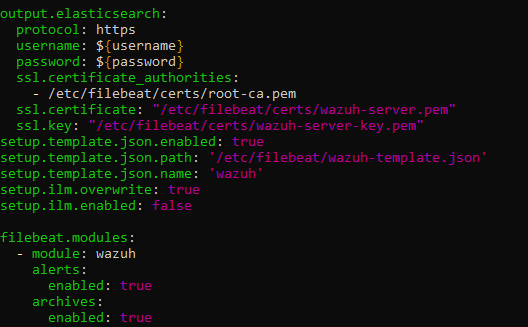 output.elasticsearch:
  protocol: https
  username: ${username}
  password: ${password}
  ssl.certificate_authorities:
    - /etc/filebeat/certs/root-ca.pem
  ssl.certificate: "/etc/filebeat/certs/wazuh-server.pem"
  ssl.key: "/etc/filebeat/certs/wazuh-server-key.pem"
setup.template.json.enabled: true
setup.template.json.path: '/etc/filebeat/wazuh-template.json'
setup.template.json.name: 'wazuh'
setup.ilm.overwrite: true
setup.ilm.enabled: false

filebeat.modules:
  - module: wazuh
    alerts:
      enabled: true
    archives:
      enabled: true